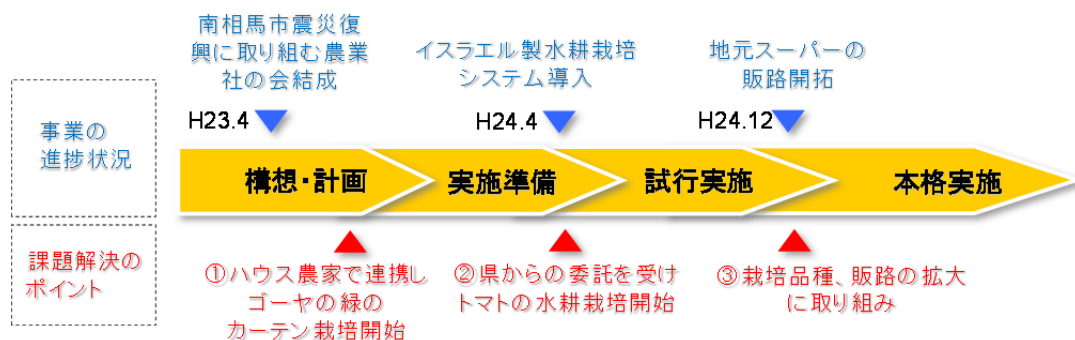 南相馬市震災復
興に取り組む農業
社の会結成
イスラエル製水耕栽培
システム導入
地元スーパーの
販路開拓
事業の
進捗状況
H23.4
H24.4
H24.12
構想・計画
実施準備
試行実施
本格実施
課題解決の
ポイント
①ハウス農家で連携し
ゴーヤの緑の
カーテン栽培開始
②県からの委託を受け
トマトの水耕栽培開始
③栽培品種、販路の拡大
に取り組み